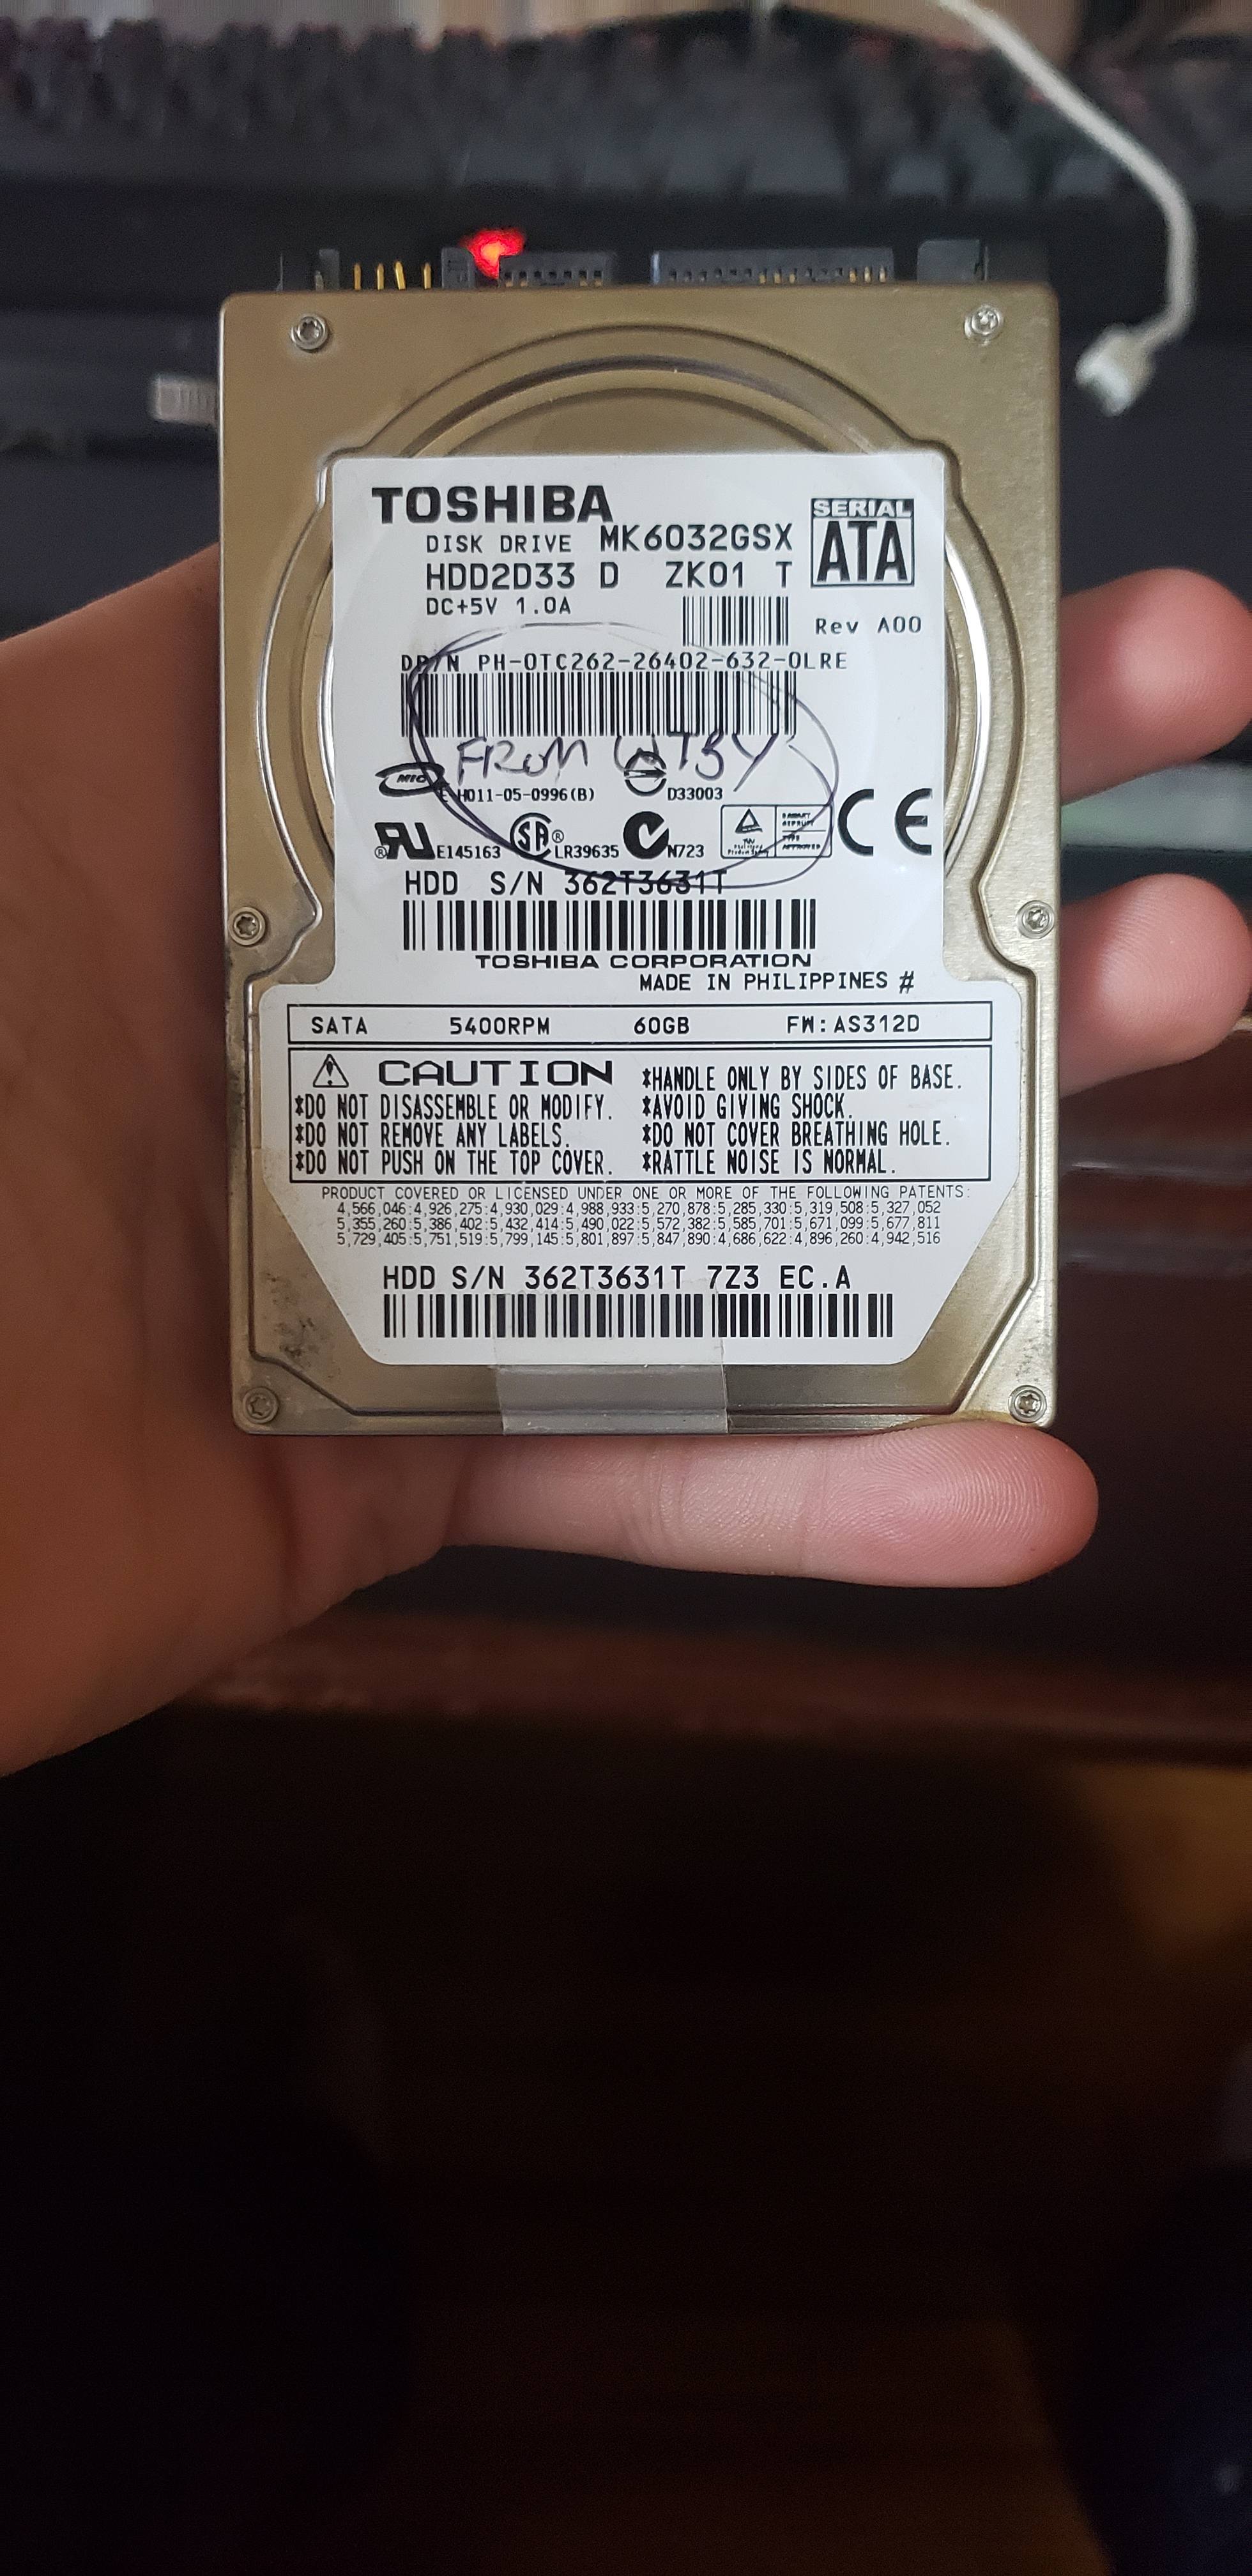 TOSHIBA
SERIAL
ATA
DISK DRIVE MK6032GSX
HDD2D33 D ZK01 T
DC+5V 1.0A
Rev A00
DP/N PH-0TC262-26402-632-0LRE
FROM WTBY
MIC
E-H011-05-0996(B) D33003
E145163 LR39635 N723
CE
HDD S/N 362T3631T
TOSHIBA CORPORATION
MADE IN PHILIPPINES #
SATA 5400RPM 60GB FW:AS312D
CAUTION *HANDLE ONLY BY SIDES OF BASE.
*DO NOT DISASSEMBLE OR MODIFY. *AVOID GIVING SHOCK.
*DO NOT REMOVE ANY LABELS. *DO NOT COVER BREATHING HOLE.
*DO NOT PUSH ON THE TOP COVER. *RATTLE NOISE IS NORMAL.
PRODUCT COVERED OR LICENSED UNDER ONE OR MORE OF THE FOLLOWING PATENTS:
4,566,046:4,926,275:4,930,029:4,988,933:5,270,878:5,285,330:5,319,508:5,327,052
5,355,260:5,386,402:5,432,414:5,490,022:5,572,382:5,585,701:5,671,099:5,677,811
5,729,405:5,751,519:5,799,145:5,801,897:5,847,890:4,686,622:4,896,260:4,942,516
HDD S/N 362T3631T 7Z3 EC.A